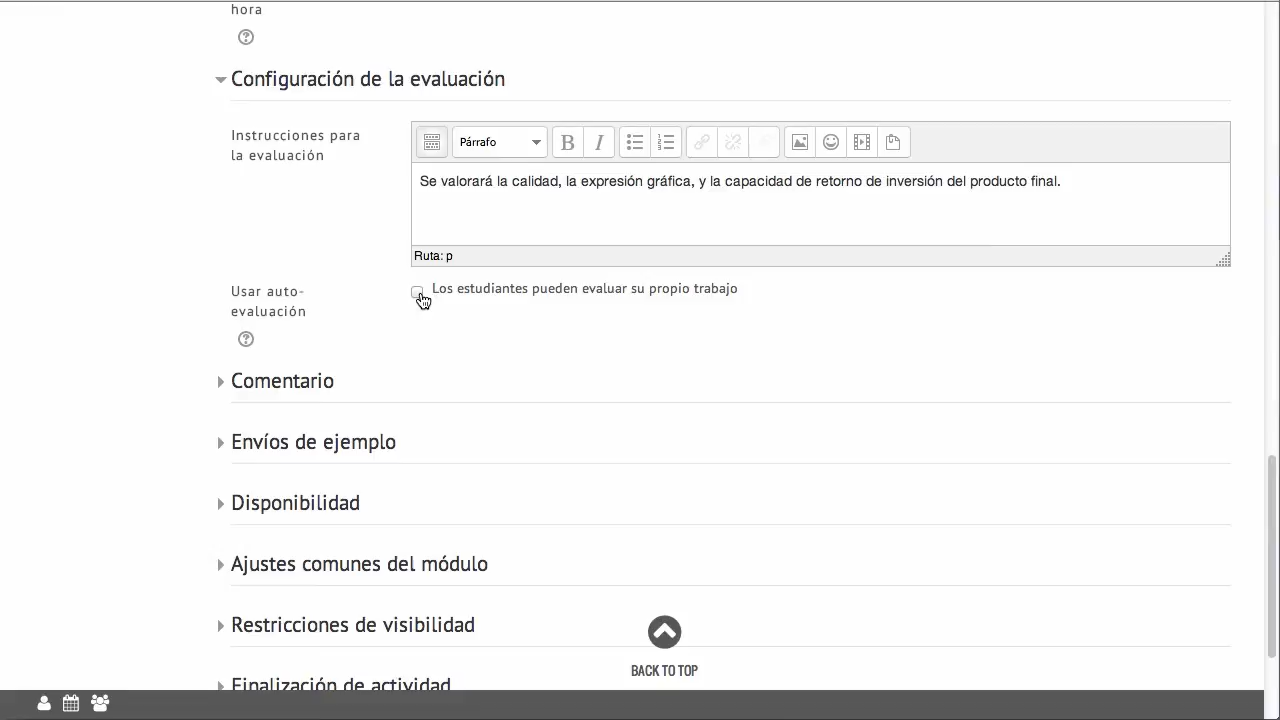 hora
Configuración de la evaluación
Instrucciones para
la evaluación
Párrafo
B I
Se valorará la calidad, la expresión gráfica, y la capacidad de retorno de inversión del producto final.
Ruta: p
Usar auto-
evaluación
Los estudiantes pueden evaluar su propio trabajo
Comentario
Envíos de ejemplo
Disponibilidad
Ajustes comunes del módulo
Restricciones de visibilidad
BACK TO TOP
Finalización de actividad